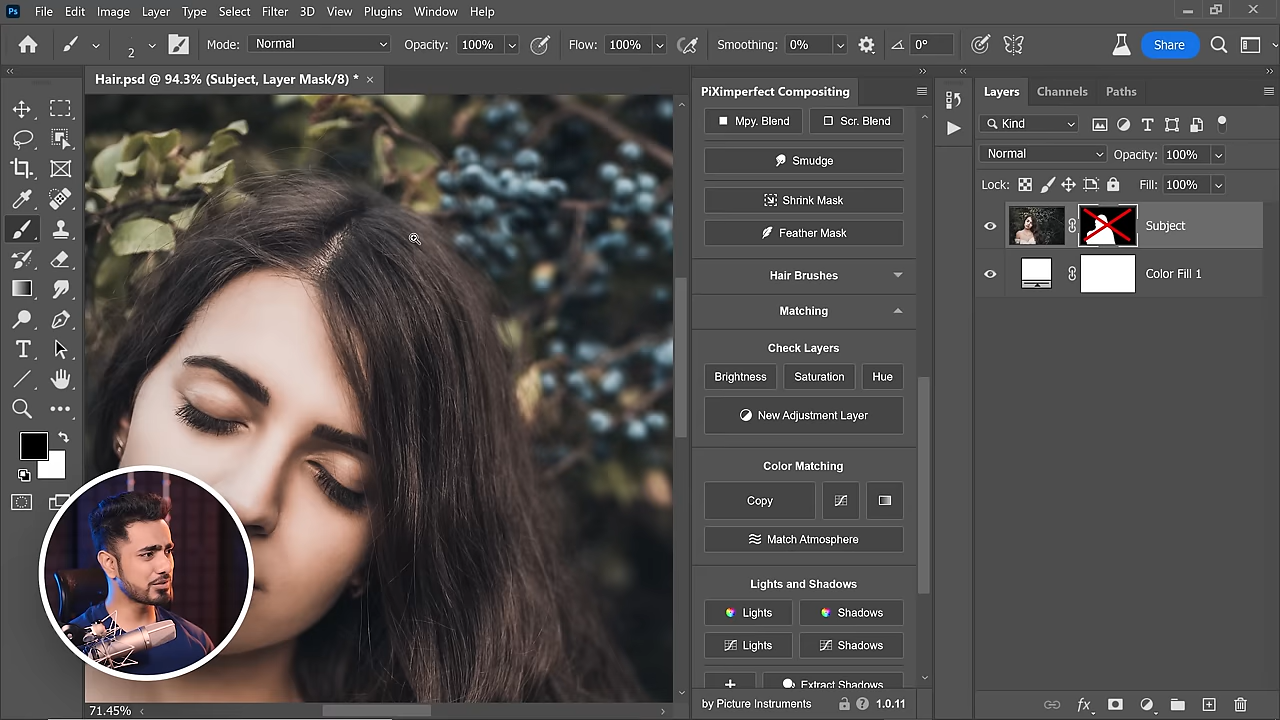 Ps File Edit Image Layer Type Select Filter 3D View Plugins Window Help
2 Mode: Normal Opacity: 100% Flow: 100% Smoothing: 0% 0° Share
Hair.psd @ 94.3% (Subject, Layer Mask/8) *
PiXimperfect Compositing
Mpy. Blend Scr. Blend
Smudge
Shrink Mask
Feather Mask
Hair Brushes
Matching
Check Layers
Brightness Saturation Hue
New Adjustment Layer
Color Matching
Copy
Match Atmosphere
Lights and Shadows
Lights Shadows
Lights Shadows
Extract Shadows
by Picture Instruments 1.0.11
Layers Channels Paths
Kind
Normal Opacity: 100%
Lock: Fill: 100%
Subject
Color Fill 1
71.45%